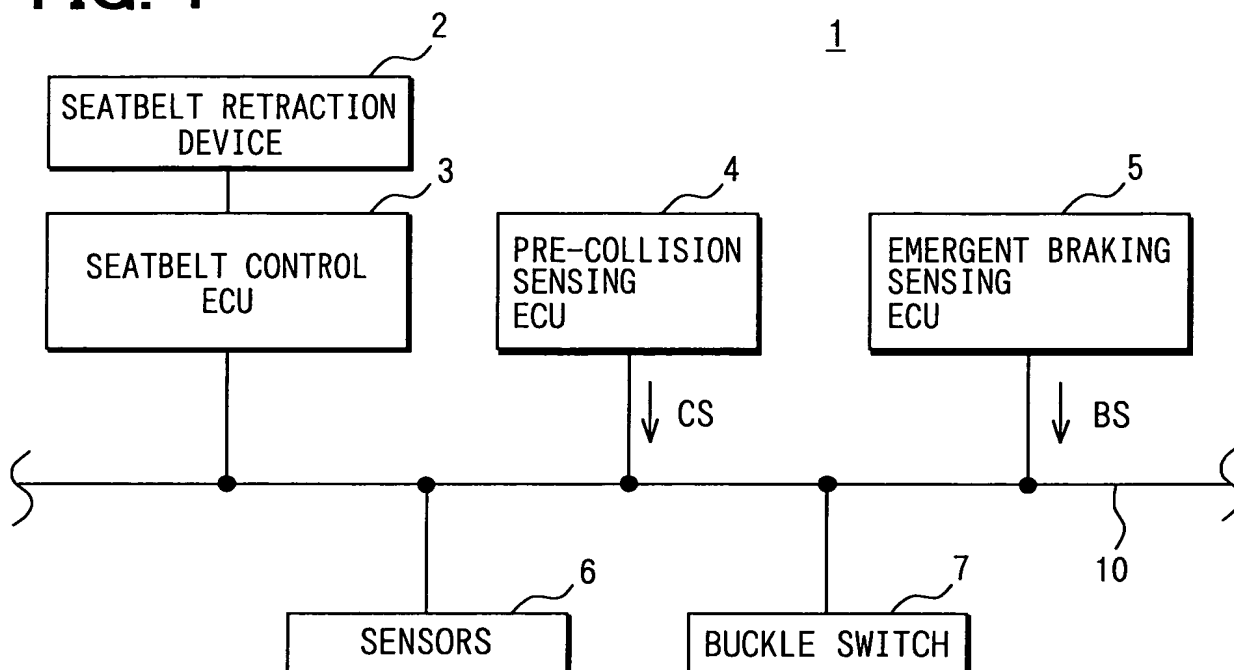 1
2
SEATBELT RETRACTION
DEVICE
3
SEATBELT CONTROL
ECU
4
PRE-COLLISION
SENSING
ECU
5
EMERGENT BRAKING
SENSING
ECU
CS
BS
10
6
SENSORS
7
BUCKLE SWITCH